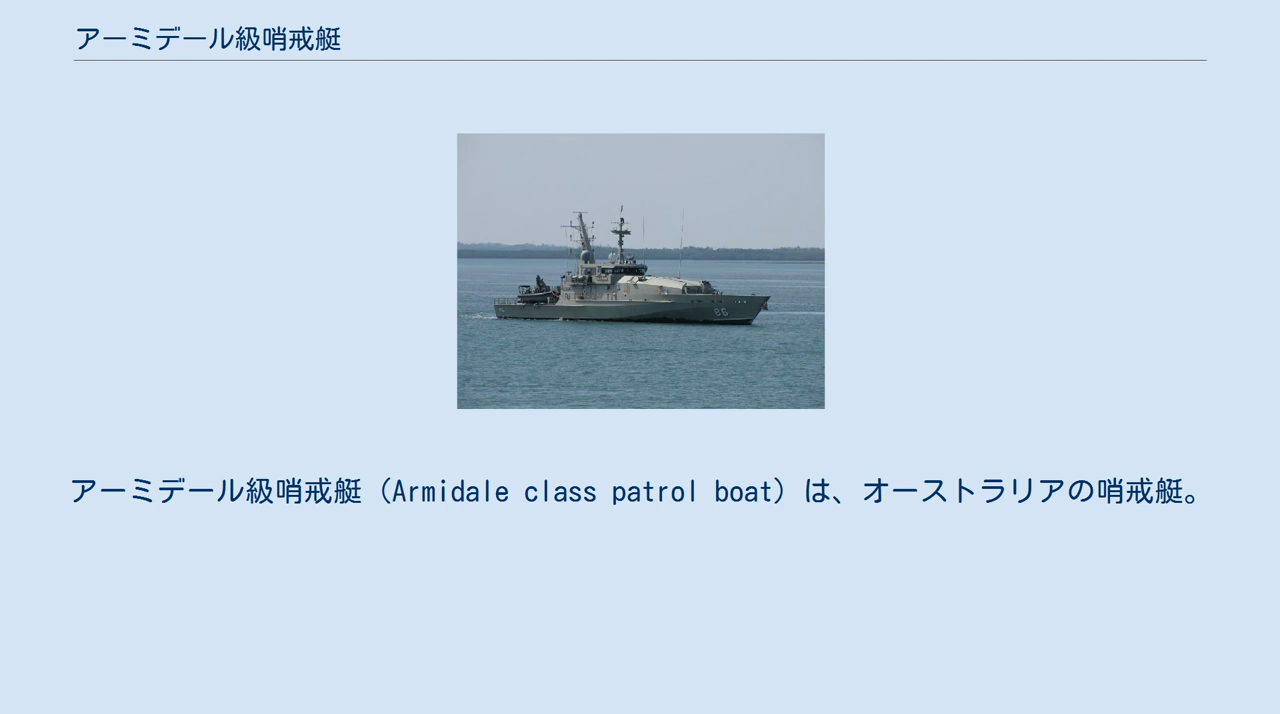 アーミデール級哨戒艇
86
アーミデール級哨戒艇（Armidale class patrol boat）は、オーストラリアの哨戒艇。